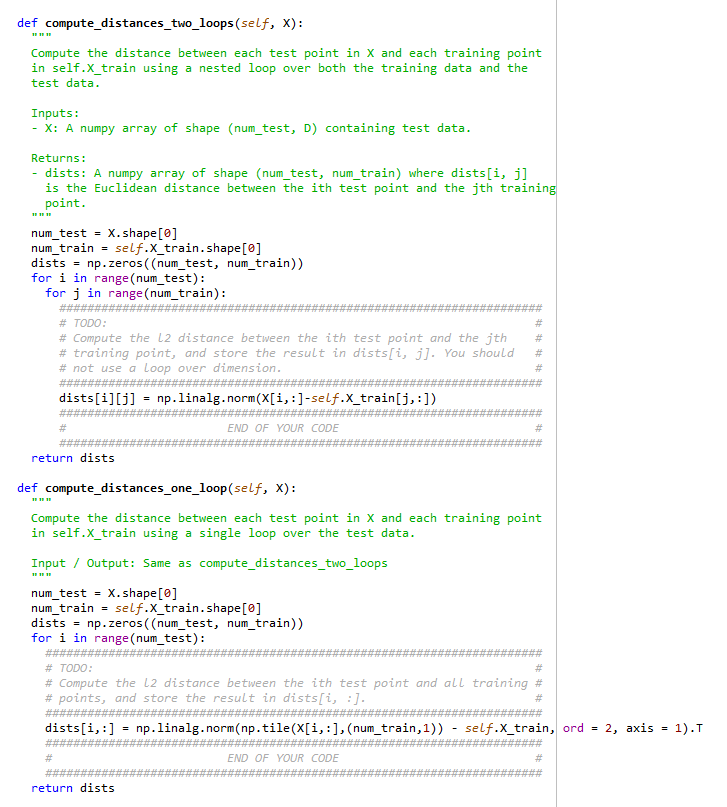 def compute_distances_two_loops(self, X):
"""
Compute the distance between each test point in X and each training point
in self.X_train using a nested loop over both the training data and the
test data.
Inputs:
- X: A numpy array of shape (num_test, D) containing test data.
Returns:
- dists: A numpy array of shape (num_test, num_train) where dists[i, j]
is the Euclidean distance between the ith test point and the jth training
point.
"""
num_test = X.shape[0]
num_train = self.X_train.shape[0]
dists = np.zeros((num_test, num_train))
for i in range(num_test):
for j in range(num_train):
#####################################################################
# TODO: #
# Compute the l2 distance between the ith test point and the jth #
# training point, and store the result in dists[i, j]. You should #
# not use a loop over dimension. #
#####################################################################
dists[i][j] = np.linalg.norm(X[i,:]-self.X_train[j,:])
#####################################################################
# END OF YOUR CODE #
#####################################################################
return dists
def compute_distances_one_loop(self, X):
"""
Compute the distance between each test point in X and each training point
in self.X_train using a single loop over the test data.
Input / Output: Same as compute_distances_two_loops
"""
num_test = X.shape[0]
num_train = self.X_train.shape[0]
dists = np.zeros((num_test, num_train))
for i in range(num_test):
#######################################################################
# TODO: #
# Compute the l2 distance between the ith test point and all training #
# points, and store the result in dists[i, :]. #
#######################################################################
dists[i,:] = np.linalg.norm(np.tile(X[i,:],(num_train,1)) - self.X_train, ord = 2, axis = 1).T
#######################################################################
# END OF YOUR CODE #
#######################################################################
return dists